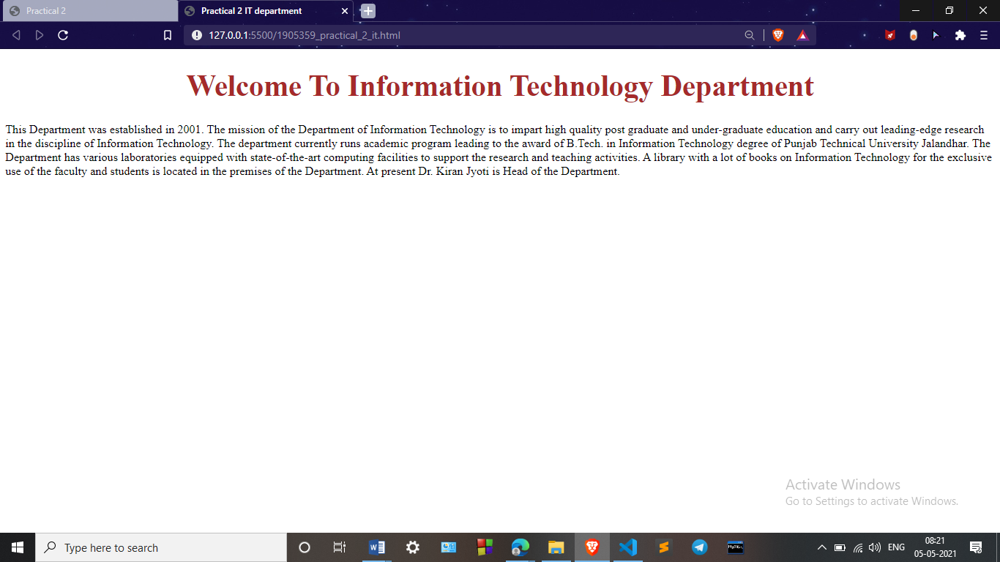 Practical 2
Practical 2 IT department
127.0.0.1:5500/1905359_practical_2_it.html
Welcome To Information Technology Department
This Department was established in 2001. The mission of the Department of Information Technology is to impart high quality post graduate and under-graduate education and carry out leading-edge research
in the discipline of Information Technology. The department currently runs academic program leading to the award of B.Tech. in Information Technology degree of Punjab Technical University Jalandhar. The
Department has various laboratories equipped with state-of-the-art computing facilities to support the research and teaching activities. A library with a lot of books on Information Technology for the exclusive
use of the faculty and students is located in the premises of the Department. At present Dr. Kiran Jyoti is Head of the Department.
Activate Windows
Go to Settings to activate Windows.
Type here to search
ENG
08:21
05-05-2021